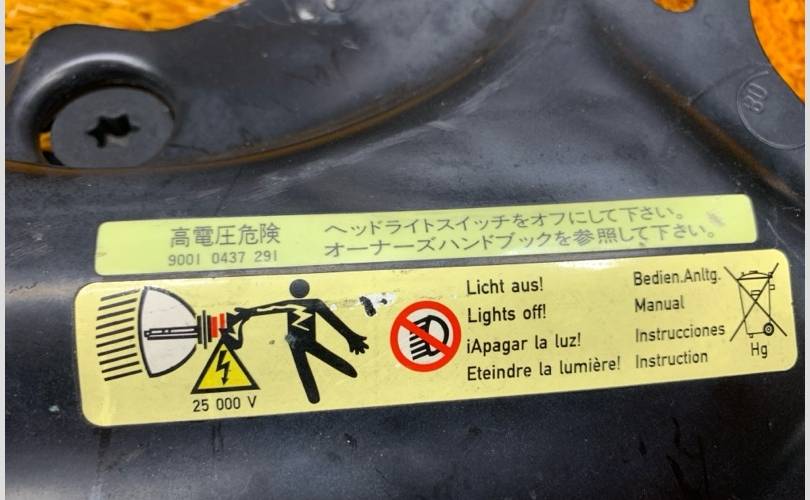 80
高電圧危険
9001 0437 291
ヘッドライトスイッチをオフにして下さい。
オーナーズハンドブックを参照して下さい。
25 000 V
Licht aus!
Lights off!
¡Apagar la luz!
Eteindre la lumière!
Bedien.Anltg.
Manual
Instrucciones
Instruction
Hg